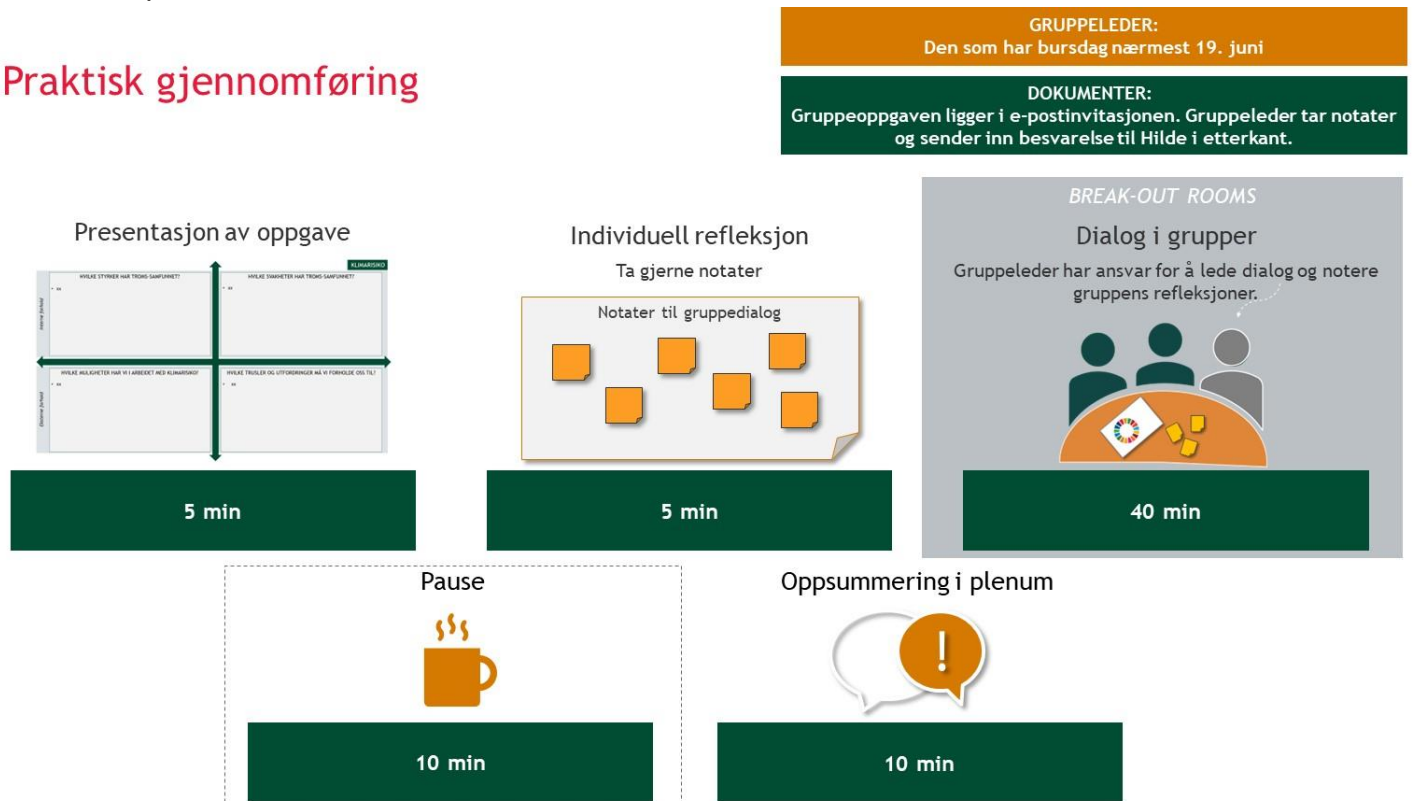 Praktisk gjennomføring
GRUPPELEDER:
Den som har bursdag nærmest 19. juni
DOKUMENTER:
Gruppeoppgaven ligger i e-postinvitasjonen. Gruppeleder tar notater
og sender inn besvarelse til Hilde i etterkant.
Presentasjon av oppgave
KLIMARISIKO
HVILKE STYRKER HAR TROMS-SAMFUNNET?
HVILKE SVAKHETER HAR TROMS-SAMFUNNET?
Interne forhold
HVILKE MULIGHETER HAR VI I ARBEIDET MED KLIMARISIKO?
HVILKE TRUSLER OG UTFORDRINGER MÅ VI FORHOLDE OSS TIL?
Eksterne forhold
5 min
Individuell refleksjon
Ta gjerne notater
Notater til gruppedialog
5 min
BREAK-OUT ROOMS
Dialog i grupper
Gruppeleder har ansvar for å lede dialog og notere
gruppens refleksjoner.
40 min
Pause
10 min
Oppsummering i plenum
!
10 min